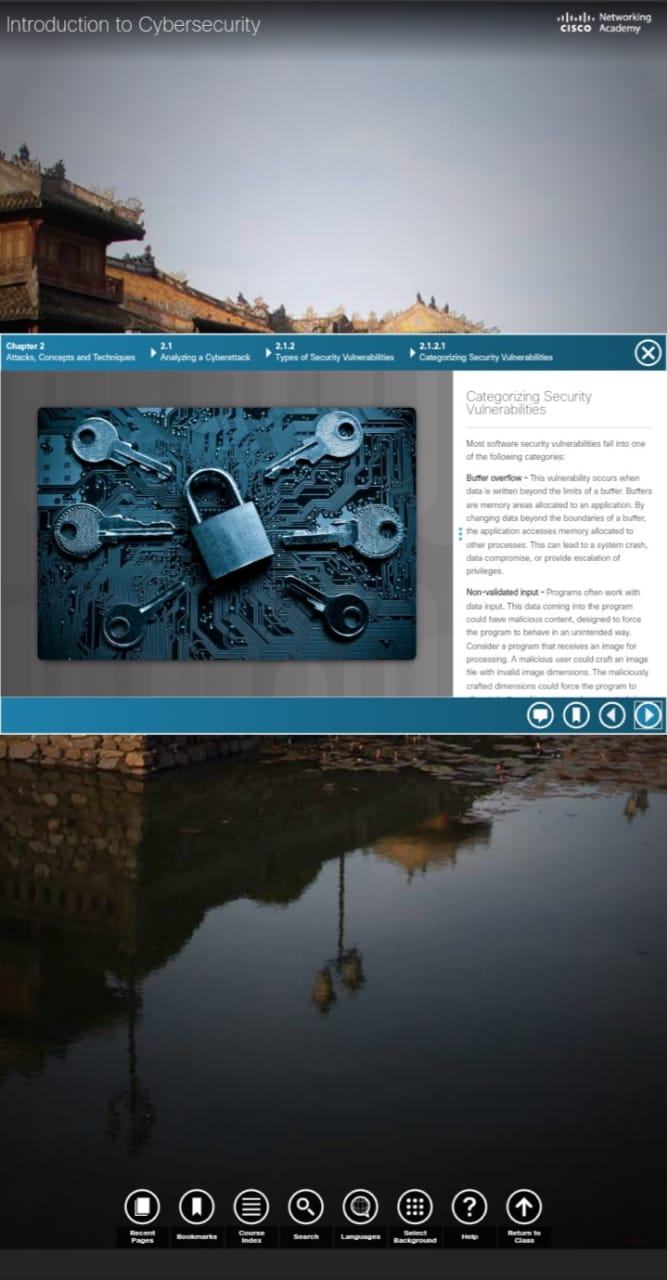 Introduction to Cybersecurity
CISCO Networking Academy
Chapter 2
Attacks, Concepts and Techniques
2.1
Analyzing a Cyberattack
2.1.2
Types of Security Vulnerabilities
2.1.2.1
Categorizing Security Vulnerabilities
Categorizing Security
Vulnerabilities
Most software security vulnerabilities fall into one
of the following categories:
Buffer overflow – This vulnerability occurs when
data is written beyond the limits of a buffer. Buffers
are memory areas allocated to an application. By
changing data beyond the boundaries of a buffer,
the application accesses memory allocated to
other processes. This can lead to a system crash,
data compromise, or provide escalation of
privileges.
Non-validated input – Programs often work with
data input. This data coming into the program
could have malicious content, designed to force
the program to behave in an unintended way.
Consider a program that receives an image for
processing. A malicious user could craft an image
file with invalid image dimensions. The maliciously
crafted dimensions could force the program to
Recent
Pages
Bookmarks
Course
Index
Search
Languages
Select
Background
Help
Return to
Class